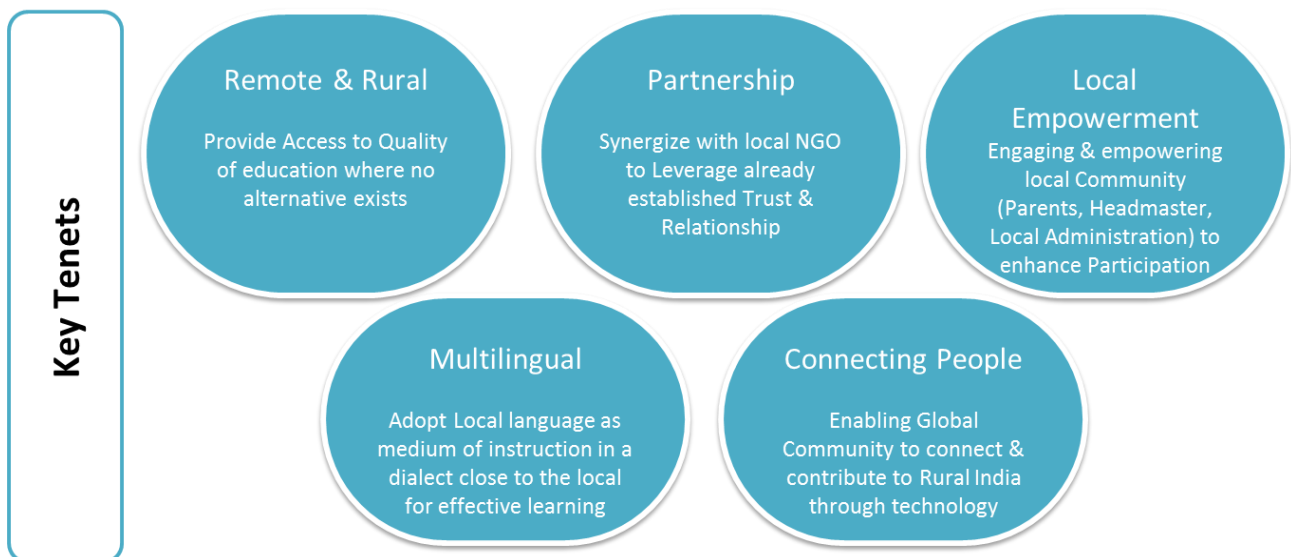 Key Tenets
Remote & Rural
Provide Access to Quality
of education where no
alternative exists
Partnership
Synergize with local NGO
to Leverage already
established Trust &
Relationship
Local
Empowerment
Engaging & empowering
local Community
(Parents, Headmaster,
Local Administration) to
enhance Participation
Multilingual
Adopt Local language as
medium of instruction in a
dialect close to the local
for effective learning
Connecting People
Enabling Global
Community to connect &
contribute to Rural India
through technology